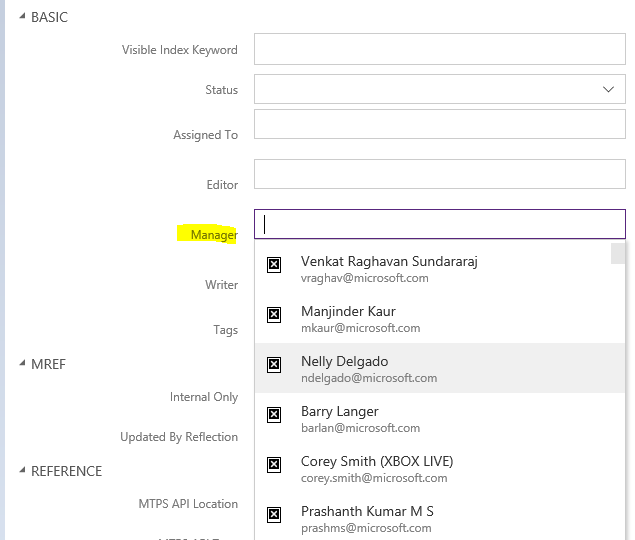 BASIC
Visible Index Keyword
Status
Assigned To
Editor
Manager
Venkat Raghavan Sundararaj
vraghav@microsoft.com
Writer
Manjinder Kaur
mkaur@microsoft.com
Tags
Nelly Delgado
MREF
ndelgado@microsoft.com
Internal Only
Barry Langer
barlan@microsoft.com
Updated By Reflection
Corey Smith (XBOX LIVE)
REFERENCE
corey.smith@microsoft.com
MTPS API Location
Prashanth Kumar M S
prashms@microsoft.com